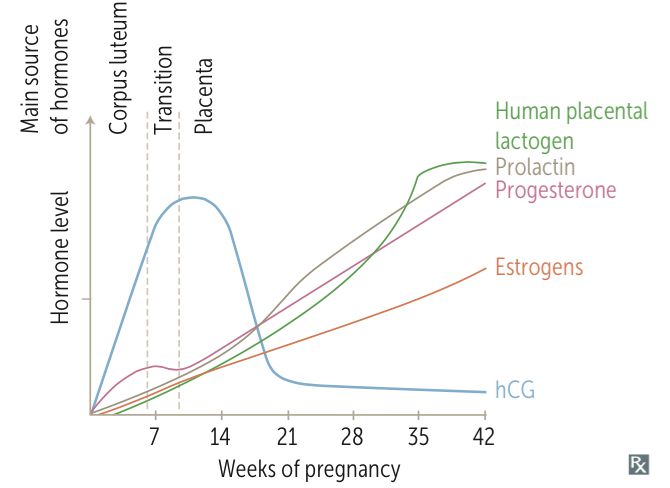 Main source
of hormones
Corpus luteum
Transition
Placenta
Hormone level
Human placental
lactogen
Prolactin
Progesterone
Estrogens
hCG
7 14 21 28 35 42
Weeks of pregnancy
Rx